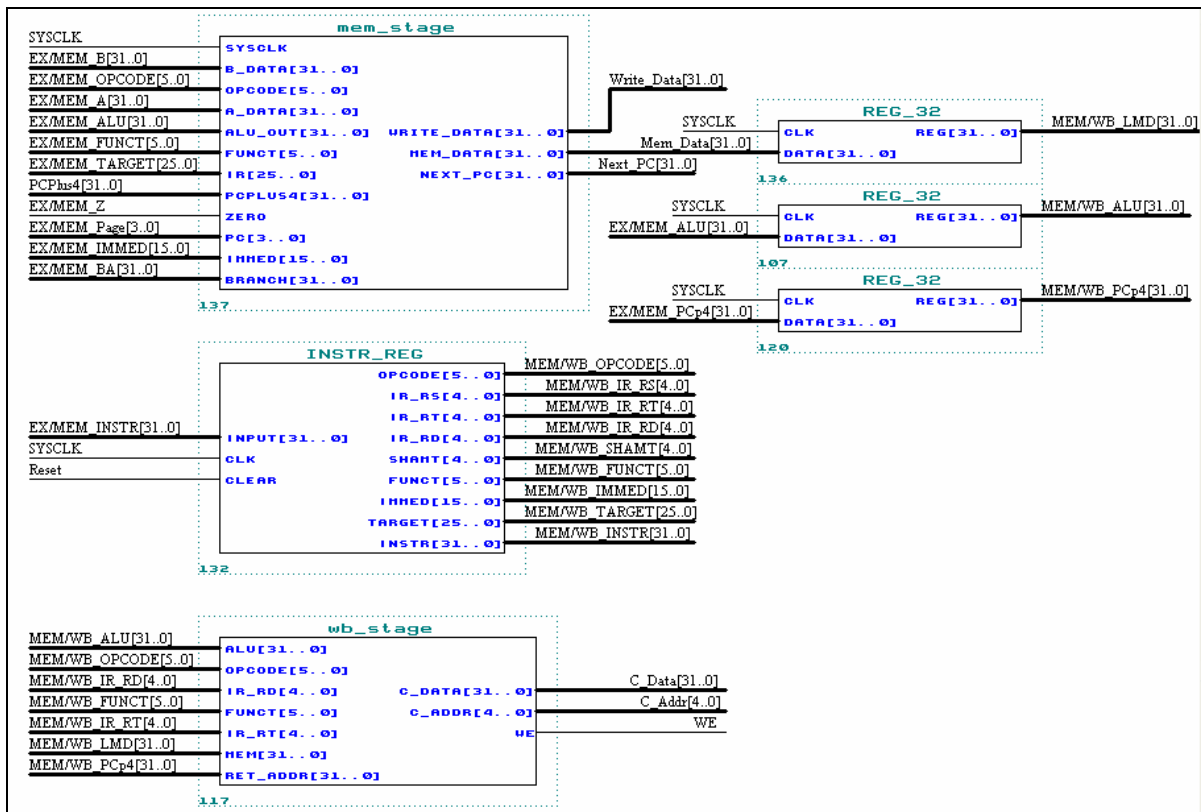 mem_stage
SYSCLK
EX/MEM_B[31..0]
EX/MEM_OPCODE[5..0]
EX/MEM_A[31..0]
EX/MEM_ALU[31..0]
EX/MEM_FUNCT[5..0]
EX/MEM_TARGET[25..0]
PCPlus4[31..0]
EX/MEM_Z
EX/MEM_Page[3..0]
EX/MEM_IMMED[15..0]
EX/MEM_BA[31..0]
SYSCLK
B_DATA[31..0]
OPCODE[5..0]
A_DATA[31..0]
ALU_OUT[31..0] WRITE_DATA[31..0]
FUNCT[5..0] MEM_DATA[31..0]
IR[25..0] NEXT_PC[31..0]
PCPLUS4[31..0]
ZERO
PC[3..0]
IMMED[15..0]
BRANCH[31..0]
137
Write_Data[31..0]
Mem_Data[31..0]
Next_PC[31..0]
REG_32
SYSCLK
CLK REG[31..0]
DATA[31..0]
MEM/WB_LMD[31..0]
136
REG_32
SYSCLK
EX/MEM_ALU[31..0]
CLK REG[31..0]
DATA[31..0]
MEM/WB_ALU[31..0]
107
REG_32
SYSCLK
EX/MEM_PCp4[31..0]
CLK REG[31..0]
DATA[31..0]
MEM/WB_PCp4[31..0]
120
INSTR_REG
EX/MEM_INSTR[31..0]
SYSCLK
Reset
INPUT[31..0]
CLK
CLEAR
OPCODE[5..0]
IR_RS[4..0]
IR_RT[4..0]
IR_RD[4..0]
SHAMT[4..0]
FUNCT[5..0]
IMMED[15..0]
TARGET[25..0]
INSTR[31..0]
MEM/WB_OPCODE[5..0]
MEM/WB_IR_RS[4..0]
MEM/WB_IR_RT[4..0]
MEM/WB_IR_RD[4..0]
MEM/WB_SHAMT[4..0]
MEM/WB_FUNCT[5..0]
MEM/WB_IMMED[15..0]
MEM/WB_TARGET[25..0]
MEM/WB_INSTR[31..0]
132
wb_stage
MEM/WB_ALU[31..0]
MEM/WB_OPCODE[5..0]
MEM/WB_IR_RD[4..0]
MEM/WB_FUNCT[5..0]
MEM/WB_IR_RT[4..0]
MEM/WB_LMD[31..0]
MEM/WB_PCp4[31..0]
ALU[31..0]
OPCODE[5..0]
IR_RD[4..0] C_DATA[31..0]
FUNCT[5..0] C_ADDR[4..0]
IR_RT[4..0] WE
MEM[31..0]
RET_ADDR[31..0]
C_Data[31..0]
C_Addr[4..0]
WE
117